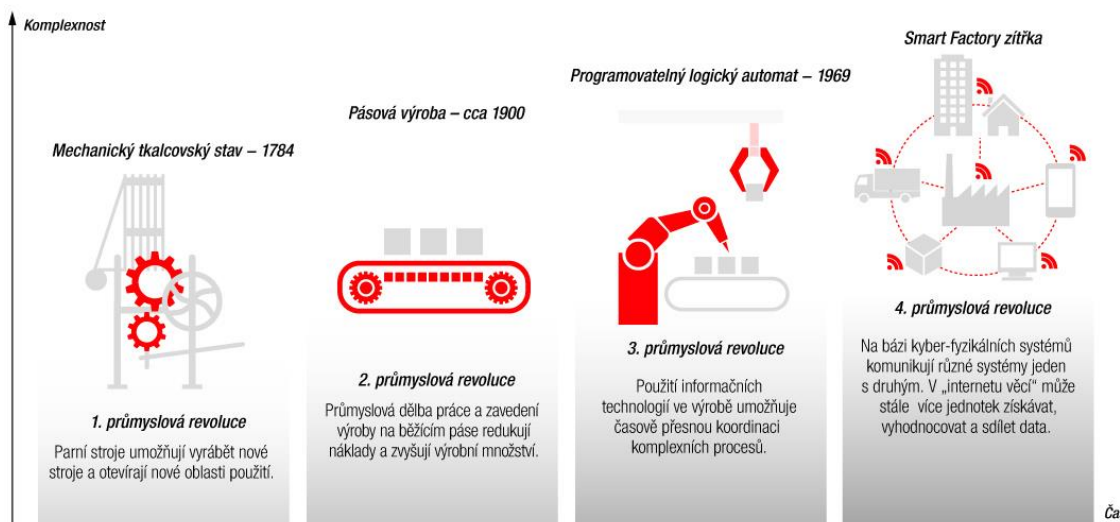 Komplexnost
Mechanický tkalcovský stav – 1784
1. průmyslová revoluce
Parní stroje umožňují vyrábět nové
stroje a otevírají nové oblasti použití.
Pásová výroba – cca 1900
2. průmyslová revoluce
Průmyslová dělba práce a zavedení
výroby na běžícím páse redukují
náklady a zvyšují výrobní množství.
Programovatelný logický automat – 1969
3. průmyslová revoluce
Použití informačních
technologií ve výrobě umožňuje
časově přesnou koordinaci
komplexních procesů.
Smart Factory zítřka
4. průmyslová revoluce
Na bázi kyber-fyzikálních systémů
komunikují různé systémy jeden
s druhým. V „internetu věcí“ může
stále více jednotek získávat,
vyhodnocovat a sdílet data.